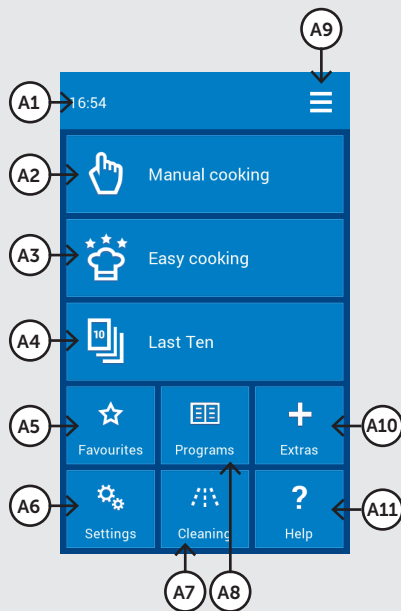 A9
A1
16:54
A2
Manual cooking
A3
Easy cooking
A4
10
Last Ten
A5
Favourites
Programs
Extras
A10
A6
Settings
Cleaning
?
Help
A11
A7
A8